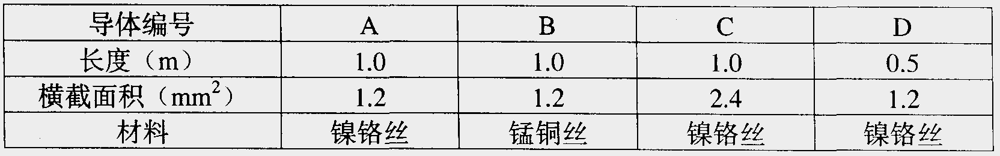 导体编号 A B C D
长度（m） 1.0 1.0 1.0 0.5
横截面积（mm²） 1.2 1.2 2.4 1.2
材料 镍铬丝 锰铜丝 镍铬丝 镍铬丝